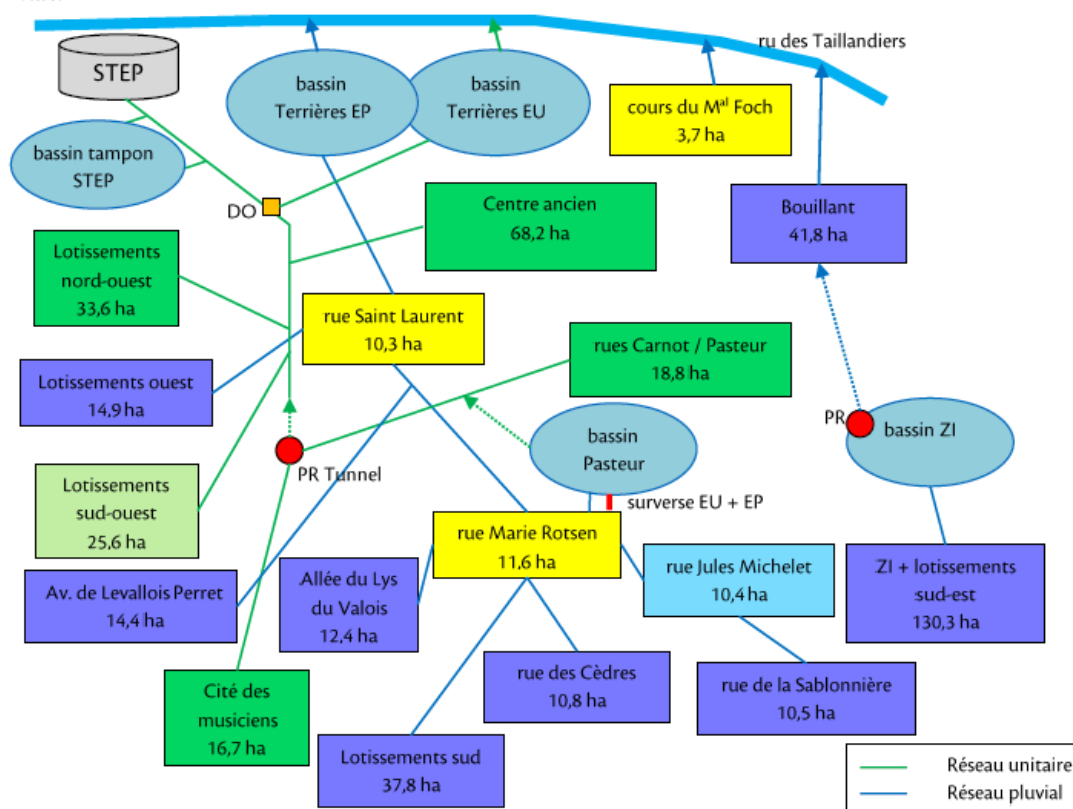 ru des Taillandiers
STEP
bassin
Terrières EP
bassin
Terrières EU
cours du Mal Foch
3,7 ha
bassin tampon
STEP
DO
Centre ancien
68,2 ha
Bouillant
41,8 ha
Lotissements
nord-ouest
33,6 ha
rue Saint Laurent
10,3 ha
rues Carnot / Pasteur
18,8 ha
Lotissements ouest
14,9 ha
PR
bassin ZI
bassin
Pasteur
PR Tunnel
Lotissements
sud-ouest
25,6 ha
surverse EU + EP
rue Marie Rotsen
11,6 ha
Av. de Levallois Perret
14,4 ha
Allée du Lys
du Valois
12,4 ha
rue Jules Michelet
10,4 ha
ZI + lotissements
sud-est
130,3 ha
Cité des
musiciens
16,7 ha
rue des Cèdres
10,8 ha
rue de la Sablonnière
10,5 ha
Lotissements sud
37,8 ha
Réseau unitaire
Réseau pluvial